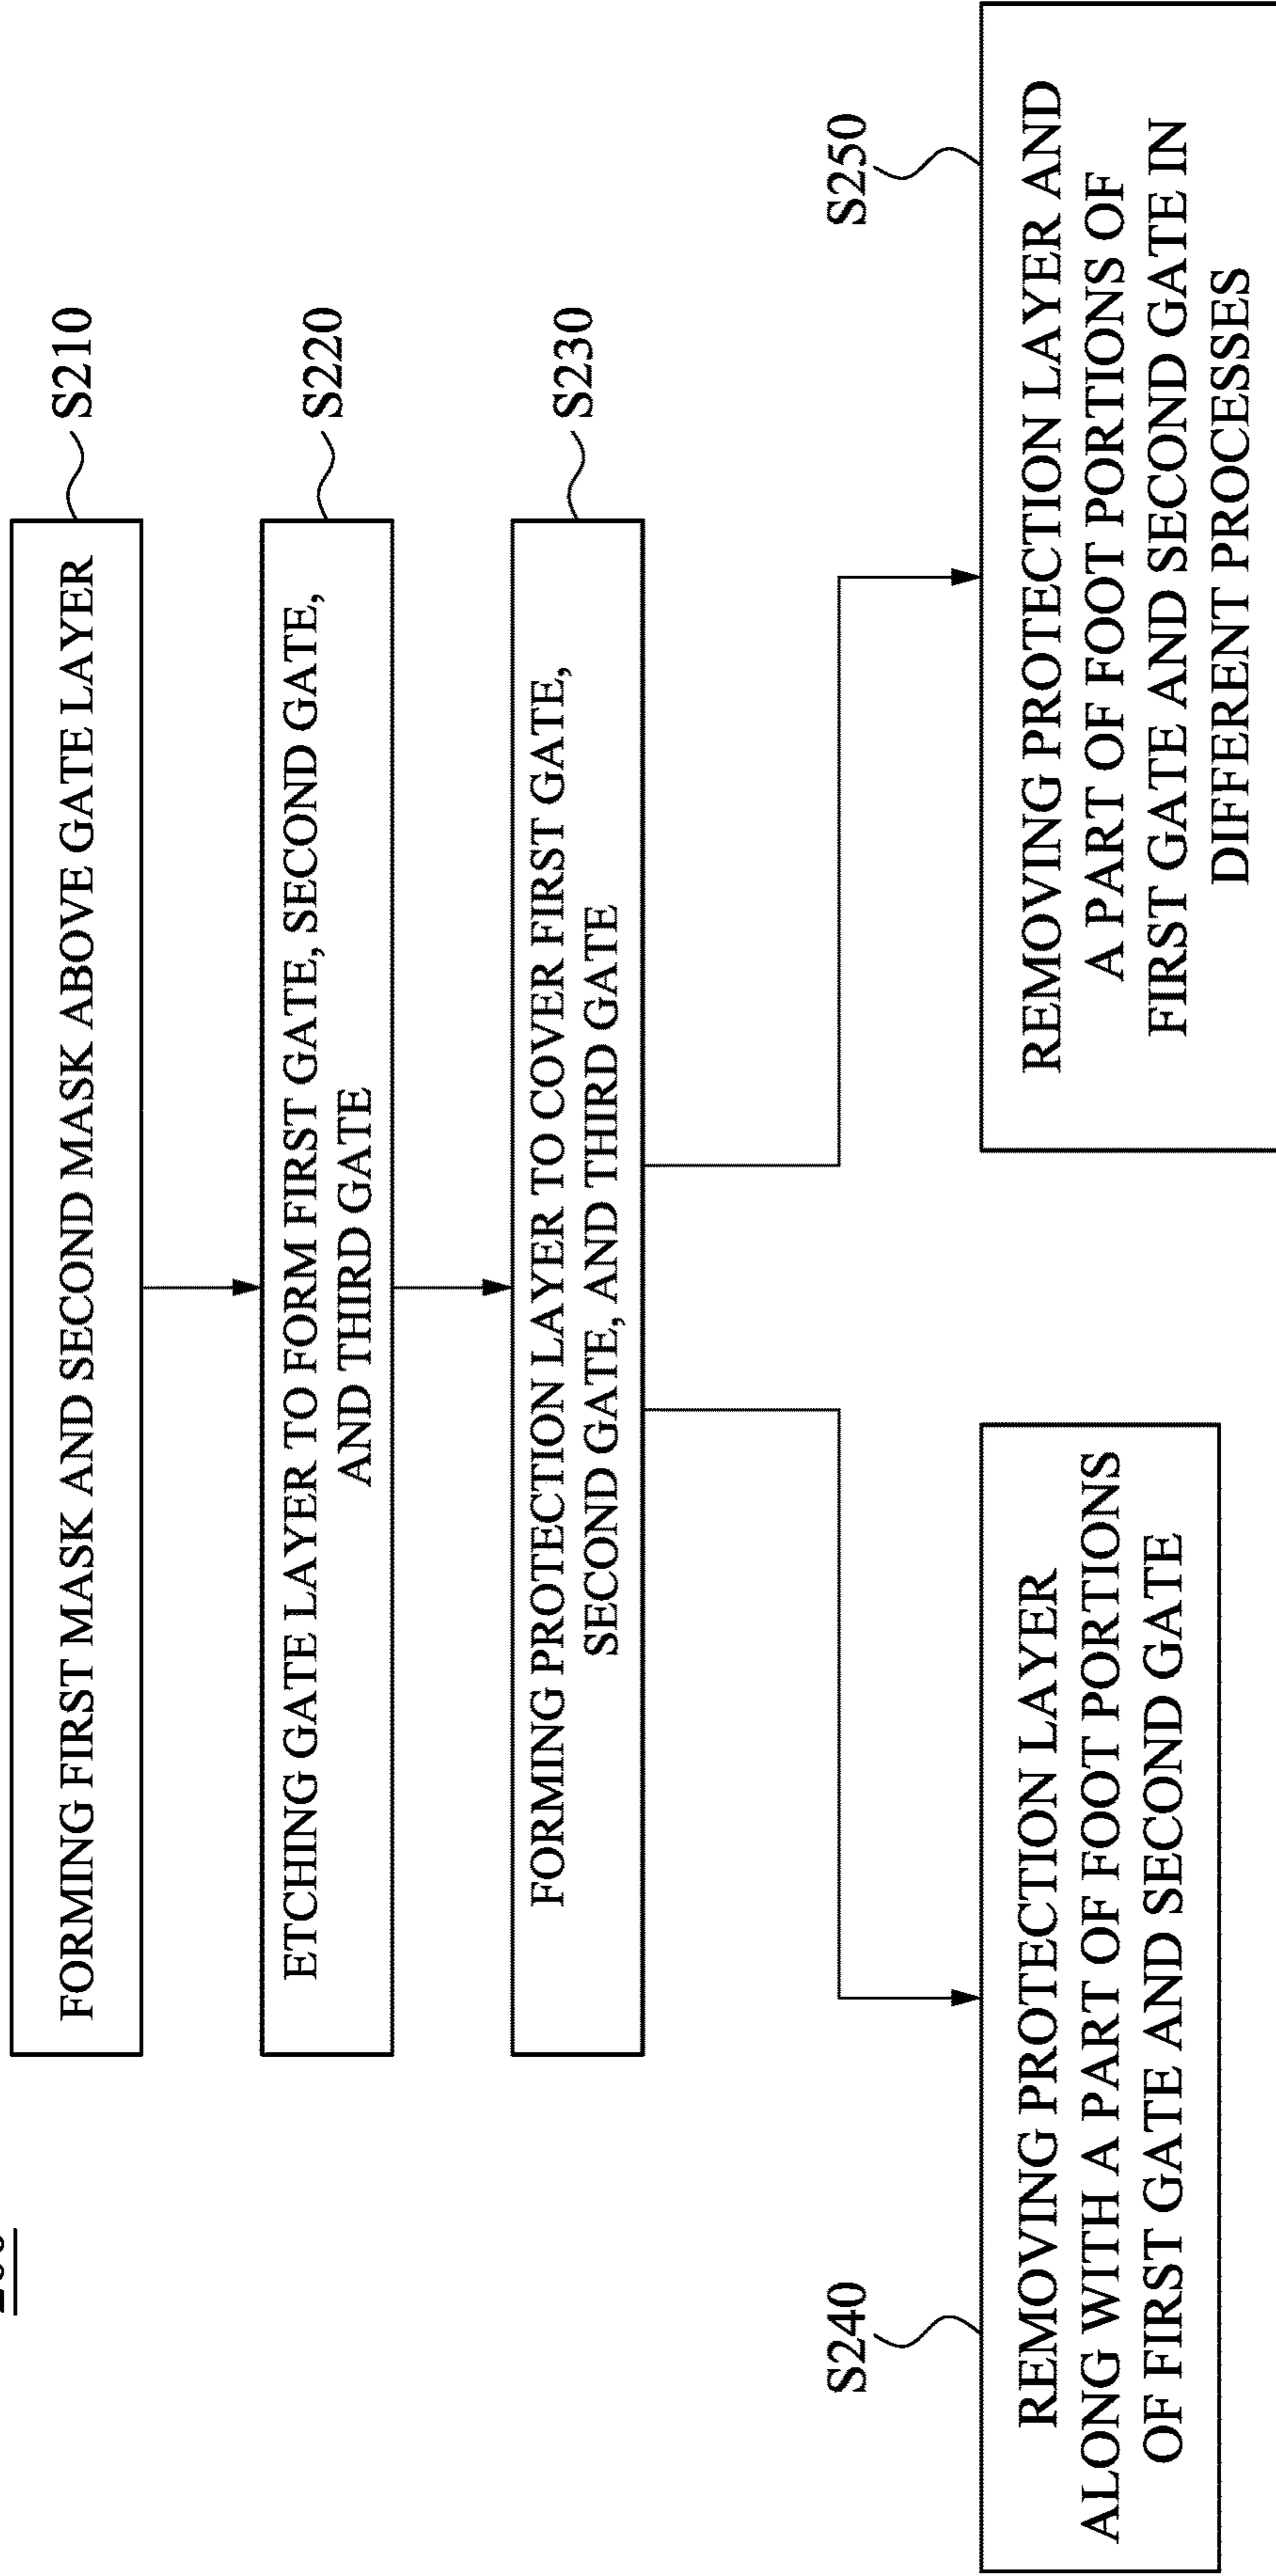 FORMING FIRST MASK AND SECOND MASK ABOVE GATE LAYER
S210
ETCHING GATE LAYER TO FORM FIRST GATE, SECOND GATE,
AND THIRD GATE
S220
FORMING PROTECTION LAYER TO COVER FIRST GATE,
SECOND GATE, AND THIRD GATE
S230
S240
REMOVING PROTECTION LAYER
ALONG WITH A PART OF FOOT PORTIONS
OF FIRST GATE AND SECOND GATE
S250
REMOVING PROTECTION LAYER AND
A PART OF FOOT PORTIONS OF
FIRST GATE AND SECOND GATE IN
DIFFERENT PROCESSES